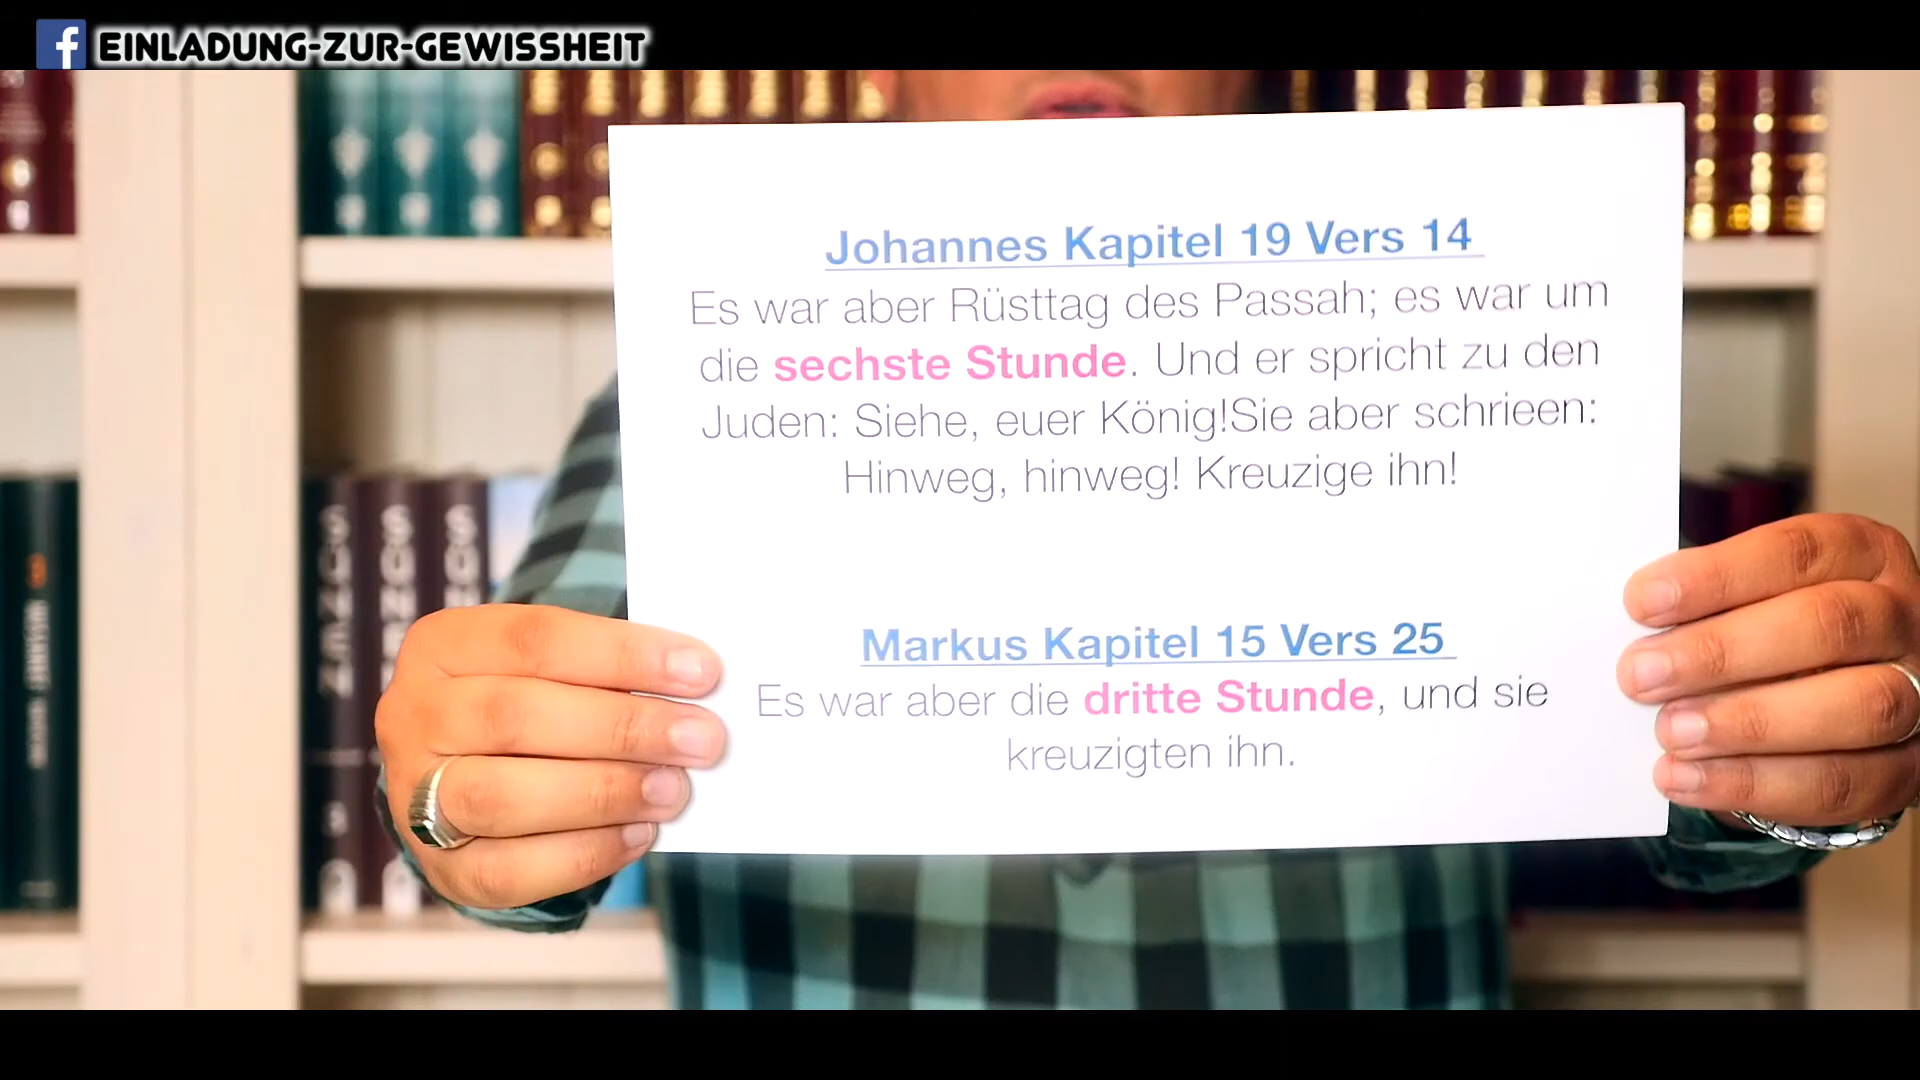 EINLADUNG-ZUR-GEWISSHEIT
Johannes Kapitel 19 Vers 14
Es war aber Rüsttag des Passah; es war um
die sechste Stunde. Und er spricht zu den
Juden: Siehe, euer König!Sie aber schrieen:
Hinweg, hinweg! Kreuzige ihn!
Markus Kapitel 15 Vers 25
Es war aber die dritte Stunde, und sie
kreuzigten ihn.